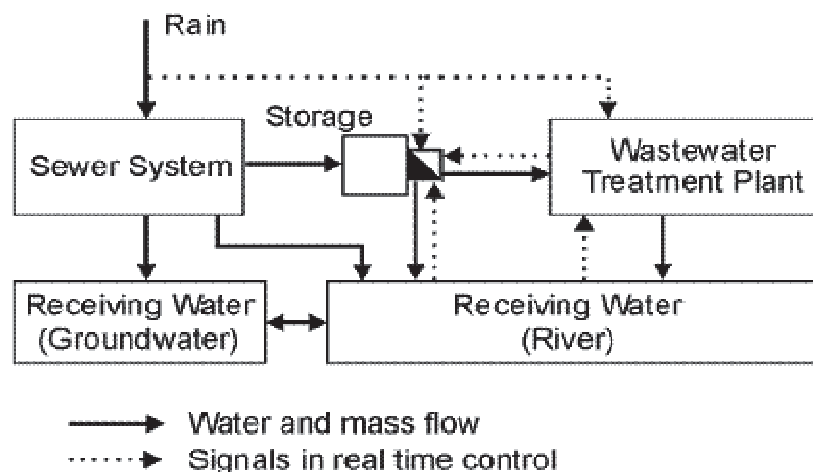 Rain
Storage
Sewer System
Wastewater
Treatment Plant
Receiving Water
(Groundwater)
Receiving Water
(River)
Water and mass flow
Signals in real time control